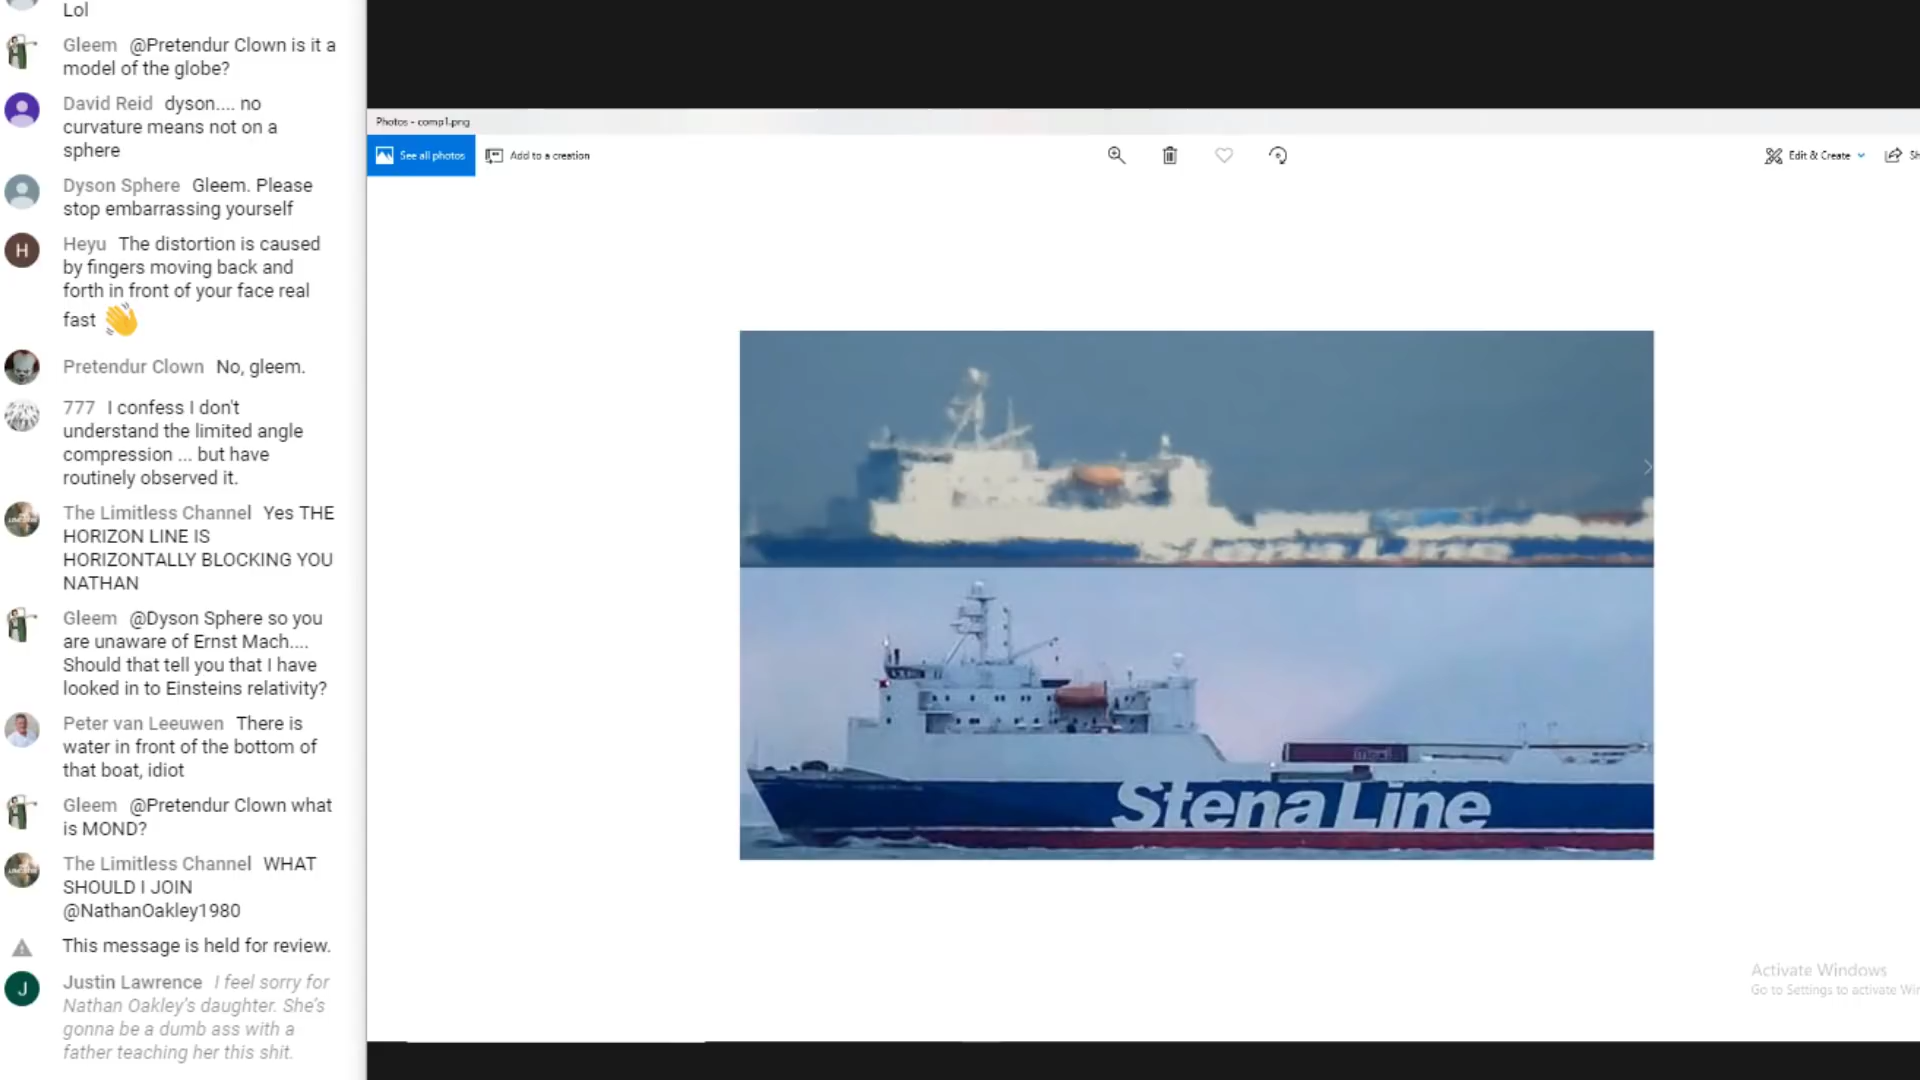 Lol
Gleem @Pretendur Clown is it a
model of the globe?
David Reid dyson.... no
curvature means not on a
sphere
Dyson Sphere Gleem. Please
stop embarrassing yourself
H
Heyu The distortion is caused
by fingers moving back and
forth in front of your face real
fast 👋
Pretendur Clown No, gleem.
777 I confess I don't
understand the limited angle
compression ... but have
routinely observed it.
The Limitless Channel Yes THE
HORIZON LINE IS
HORIZONTALLY BLOCKING YOU
NATHAN
Gleem @Dyson Sphere so you
are unaware of Ernst Mach....
Should that tell you that I have
looked in to Einsteins relativity?
Peter van Leeuwen There is
water in front of the bottom of
that boat, idiot
Gleem @Pretendur Clown what
is MOND?
The Limitless Channel WHAT
SHOULD I JOIN
@NathanOakley1980
This message is held for review.
J
Justin Lawrence I feel sorry for
Nathan Oakley's daughter. She's
gonna be a dumb ass with a
father teaching her this shit.
Photos - comp1.png
See all photos
Add to a creation
Edit & Create
Sh
Stena Line
Activate Windows
Go to Settings to activate Win